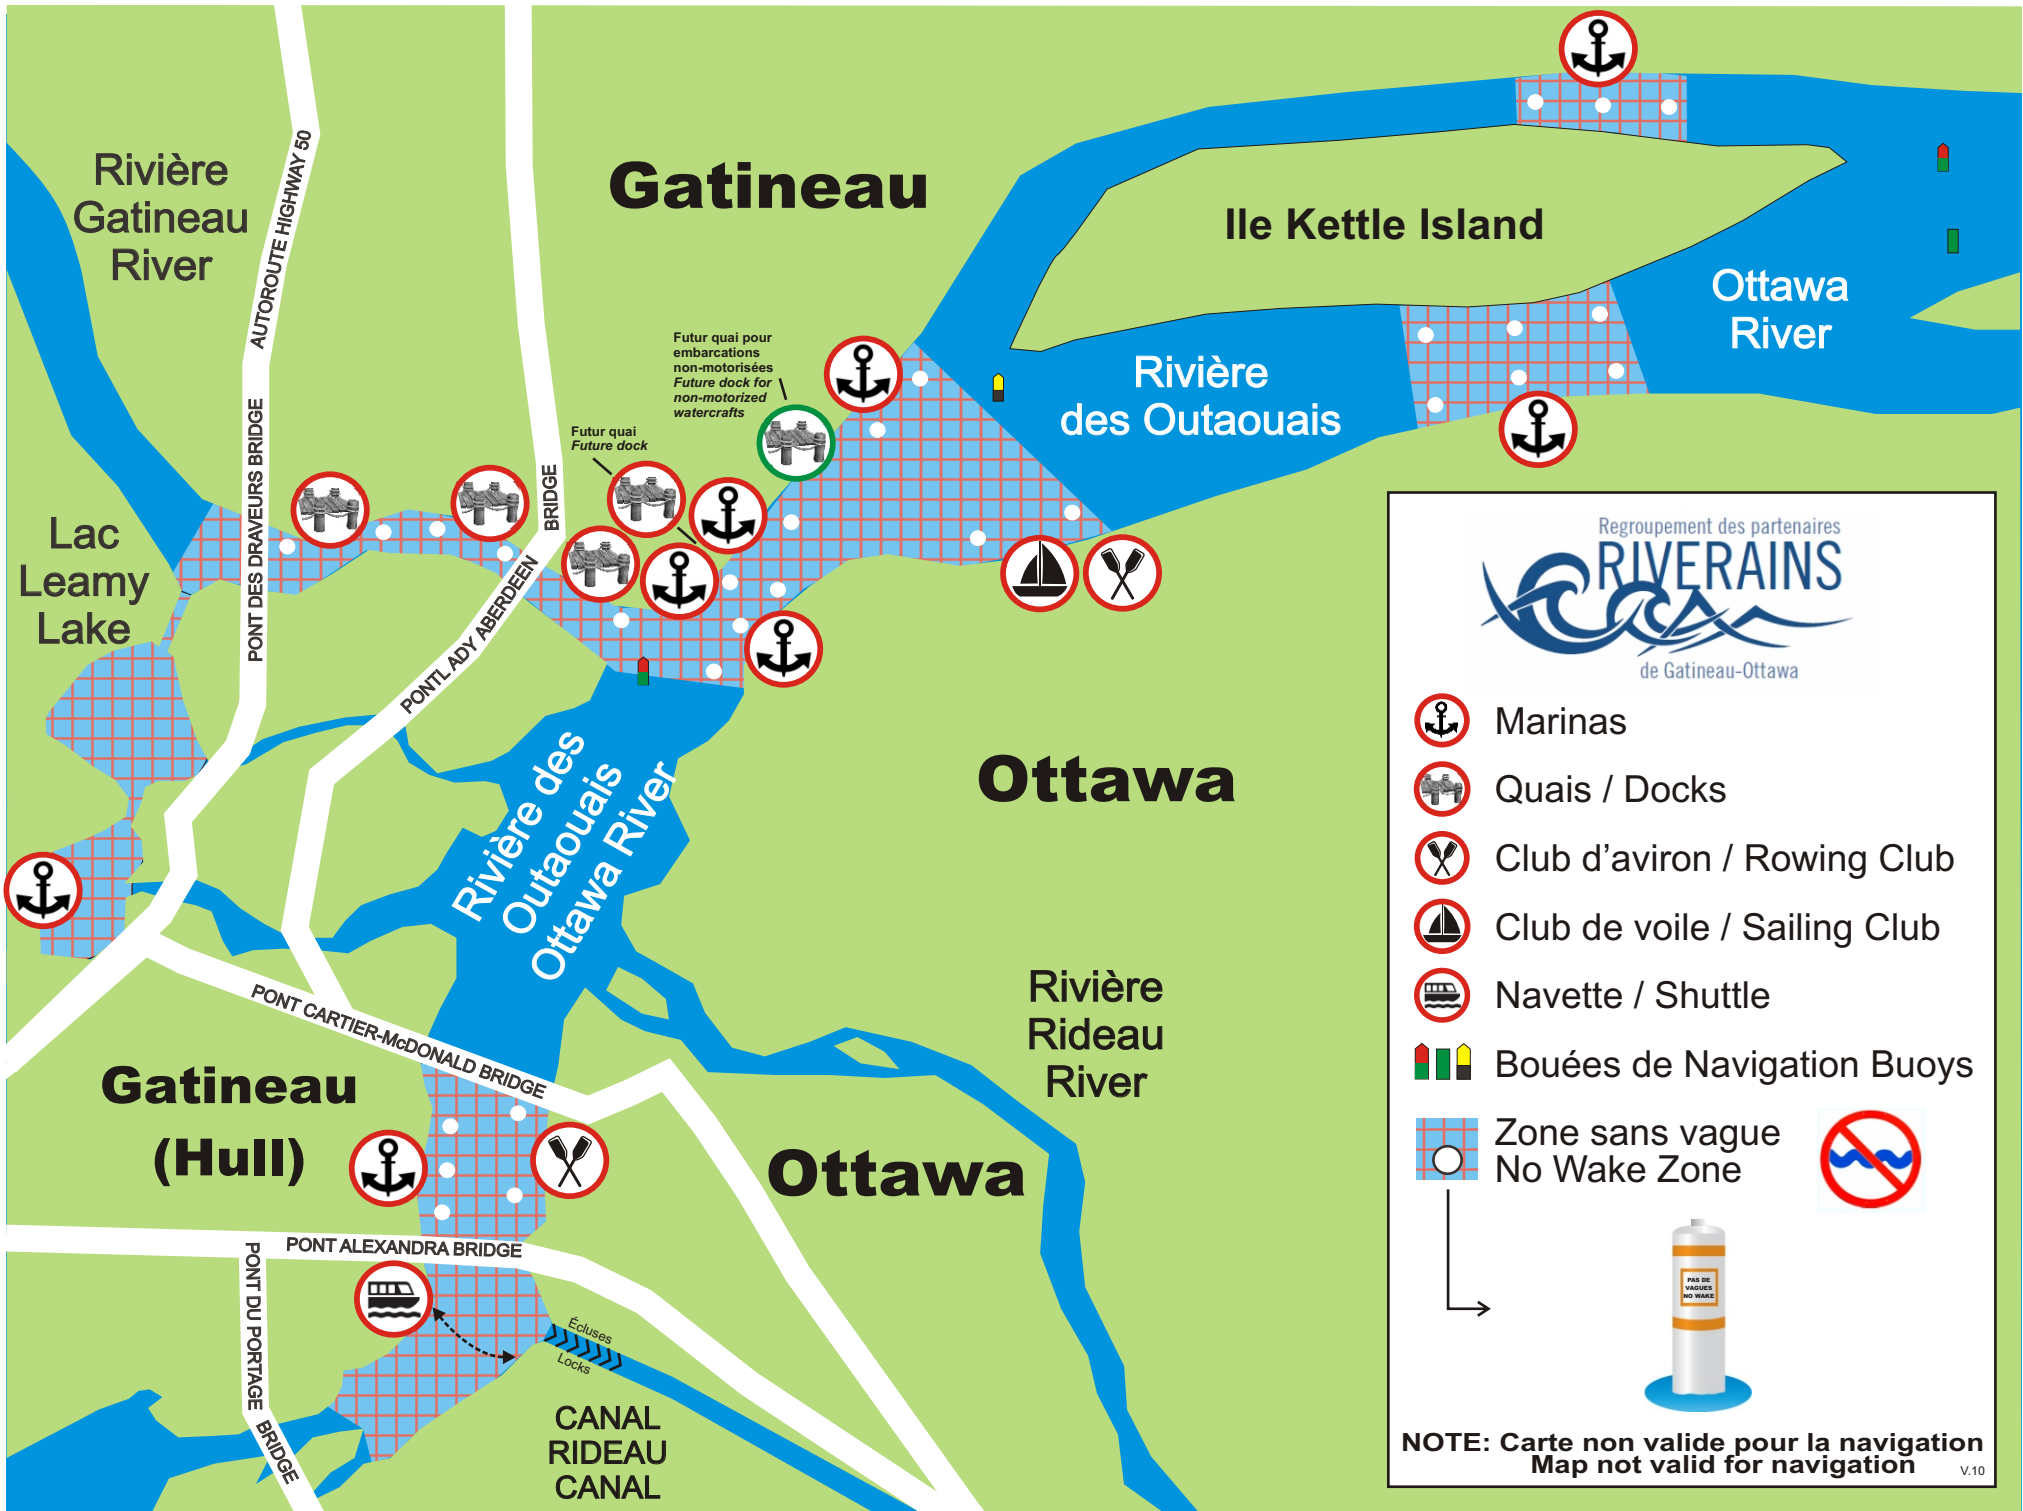 Rivière
Gatineau
River
AUTOROUTE HIGHWAY 50
Gatineau
Ile Kettle Island
Ottawa
River
Rivière
des Outaouais
Futur quai pour
embarcations
non-motorisées
Future dock for
non-motorized
watercrafts
Futur quai
Future dock
PONT DES DRAVEURS BRIDGE
BRIDGE
PONTL ADY ABERDEEN
Lac
Leamy
Lake
Rivière des
Outaouais
Ottawa River
Ottawa
Rivière
Rideau
River
PONT CARTIER-McDONALD BRIDGE
Gatineau
(Hull)
Ottawa
PONT ALEXANDRA BRIDGE
PONT DU PORTAGE
BRIDGE
Écluses
Locks
CANAL
RIDEAU
CANAL
Regroupement des partenaires
RIVERAINS
de Gatineau-Ottawa
Marinas
Quais / Docks
Club d’aviron / Rowing Club
Club de voile / Sailing Club
Navette / Shuttle
Bouées de Navigation Buoys
Zone sans vague
No Wake Zone
PAS DE
VAGUES
NO WAKE
NOTE: Carte non valide pour la navigation
Map not valid for navigation
V.10